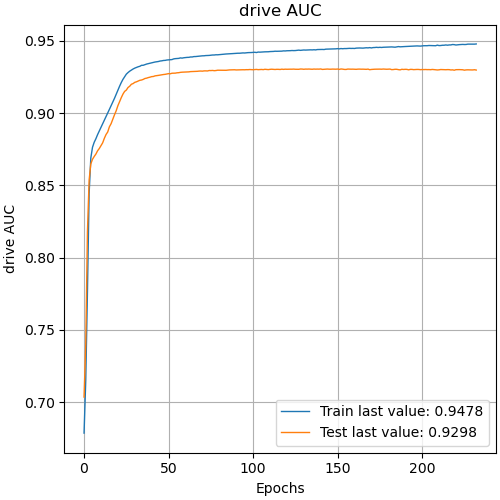 drive AUC
0.95
0.90
0.85
0.80
0.75
0.70
drive AUC
Train last value: 0.9478
Test last value: 0.9298
0 50 100 150 200
Epochs